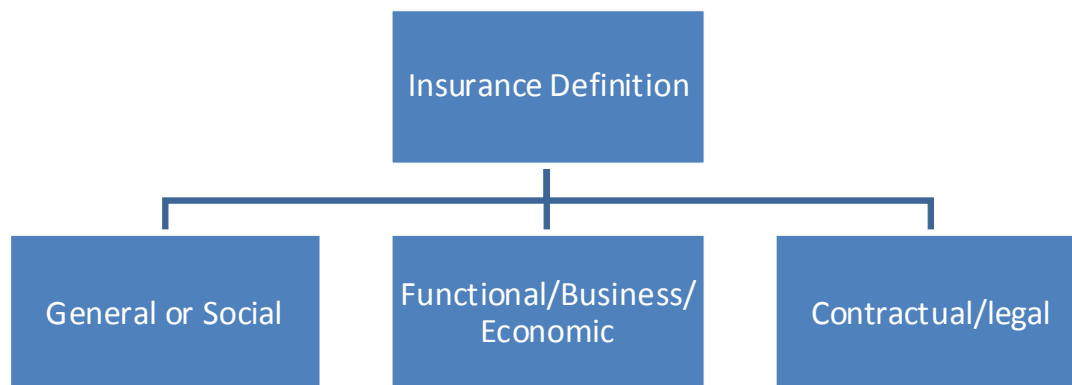 Insurance Definition
General or Social
Functional/Business/
Economic
Contractual/legal